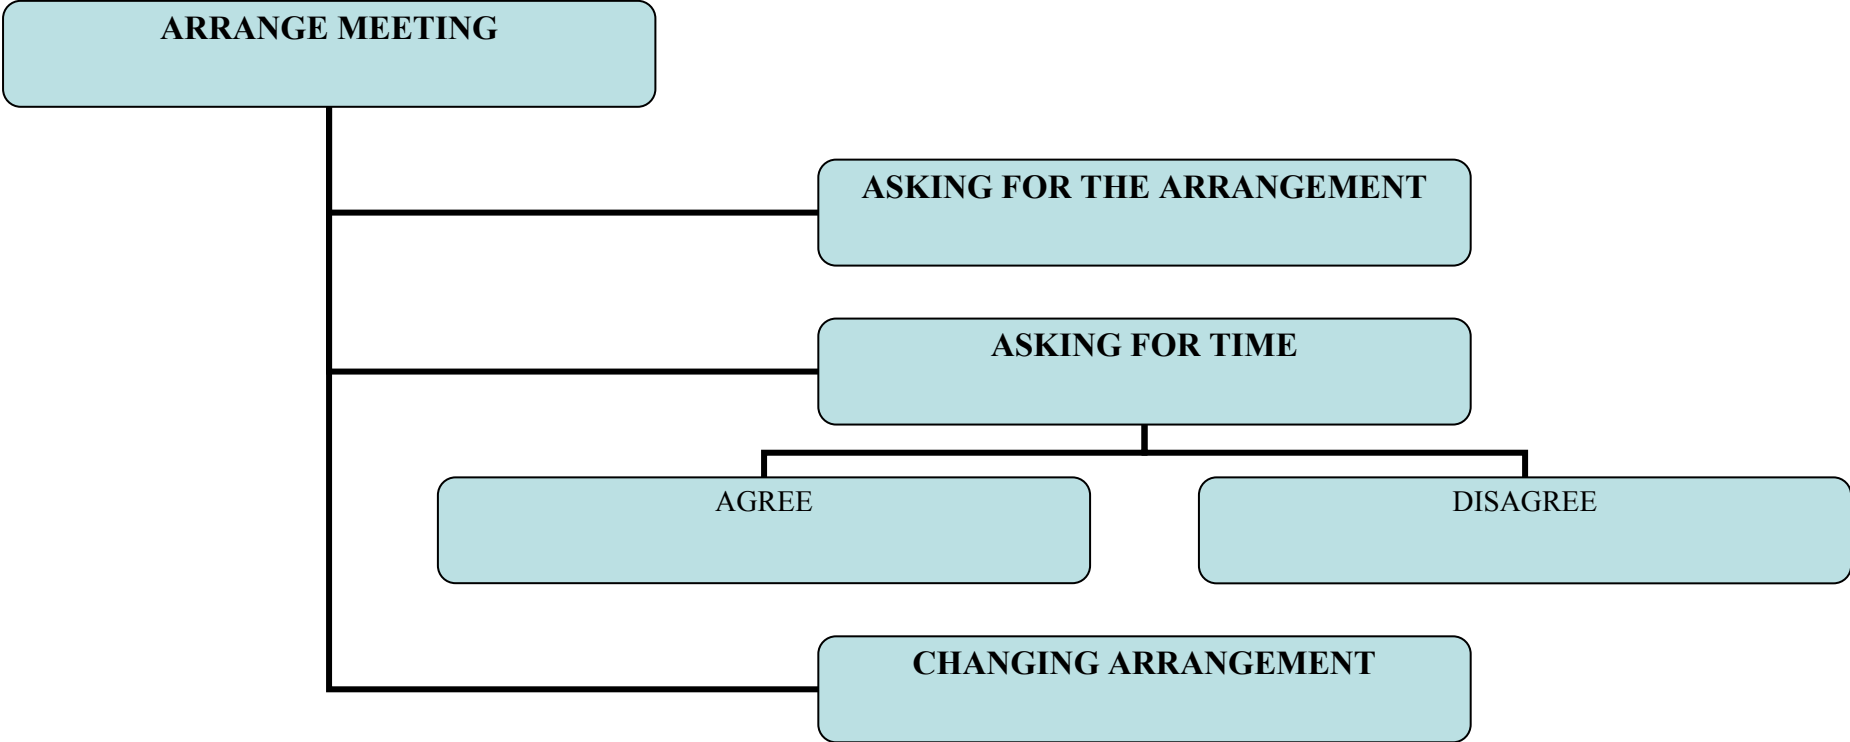 ARRANGE MEETING
ASKING FOR THE ARRANGEMENT
ASKING FOR TIME
AGREE
DISAGREE
CHANGING ARRANGEMENT